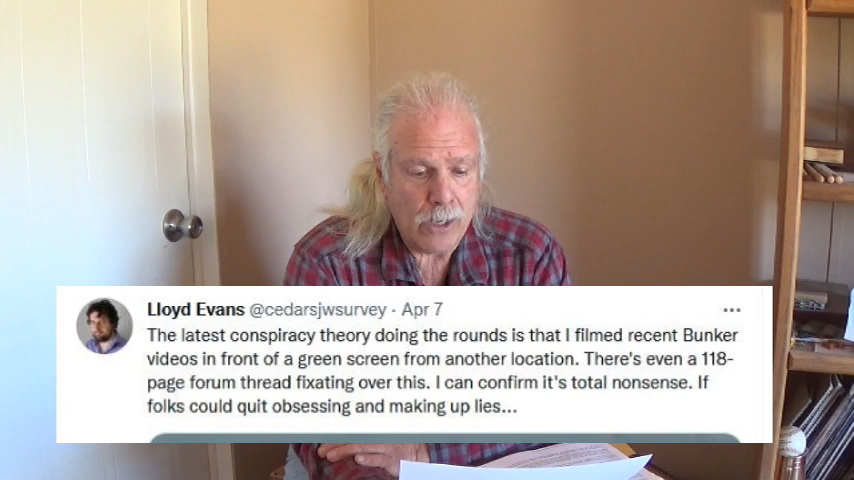 Lloyd Evans @cedarsjwsurvey · Apr 7 ...
The latest conspiracy theory doing the rounds is that I filmed recent Bunker
videos in front of a green screen from another location. There's even a 118-
page forum thread fixating over this. I can confirm it's total nonsense. If
folks could quit obsessing and making up lies...